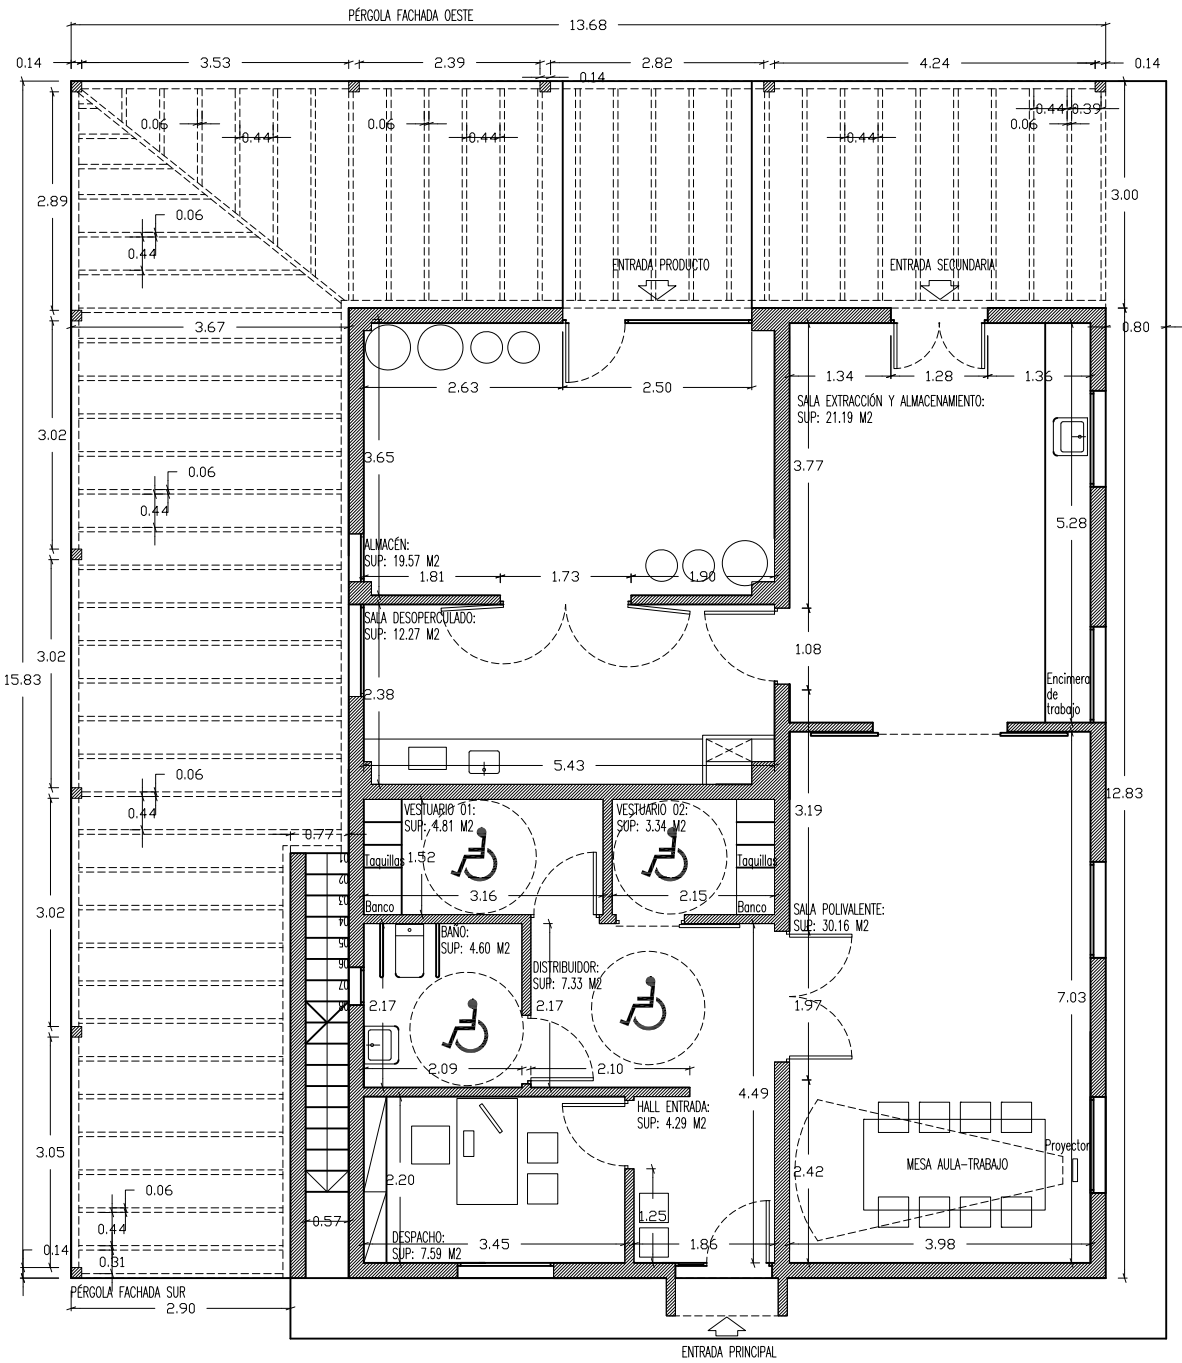 PÉRGOLA FACHADA OESTE
13.68
0.14
3.53
2.39
0.14
2.82
4.24
0.14
0.06
0.44
0.06
0.44
0.44
0.44
0.39
0.06
2.89
0.06
0.44
3.00
ENTRADA PRODUCTO
ENTRADA SECUNDARIA
3.67
0.80
2.63
2.50
1.34
1.28
1.36
SALA EXTRACCIÓN Y ALMACENAMIENTO:
SUP: 21.19 M2
3.02
3.65
3.77
0.06
0.44
5.28
ALMACÉN:
SUP: 19.57 M2
1.81
1.73
1.90
SALA DESOPERCULADO:
SUP: 12.27 M2
3.02
1.08
15.83
2.38
Encimera
de
trabajo
5.43
0.06
0.44
12.83
0.77
VESTUARIO 01:
SUP: 4.81 M2
VESTUARIO 02:
SUP: 3.34 M2
3.19
1.52
Taquillas
Taquillas
3.16
2.15
Banco
Banco
01
02
03
04
05
06
07
08
3.02
SALA POLIVALENTE:
SUP: 30.16 M2
BAÑO:
SUP: 4.60 M2
DISTRIBUIDOR:
SUP: 7.33 M2
2.17
2.17
1.97
7.03
2.09
2.10
4.49
HALL ENTRADA:
SUP: 4.29 M2
3.05
2.20
2.42
MESA AULA-TRABAJO
Proyector
0.06
0.44
0.57
1.25
DESPACHO:
SUP: 7.59 M2
3.45
1.86
3.98
0.14
0.31
PÉRGOLA FACHADA SUR
2.90
ENTRADA PRINCIPAL